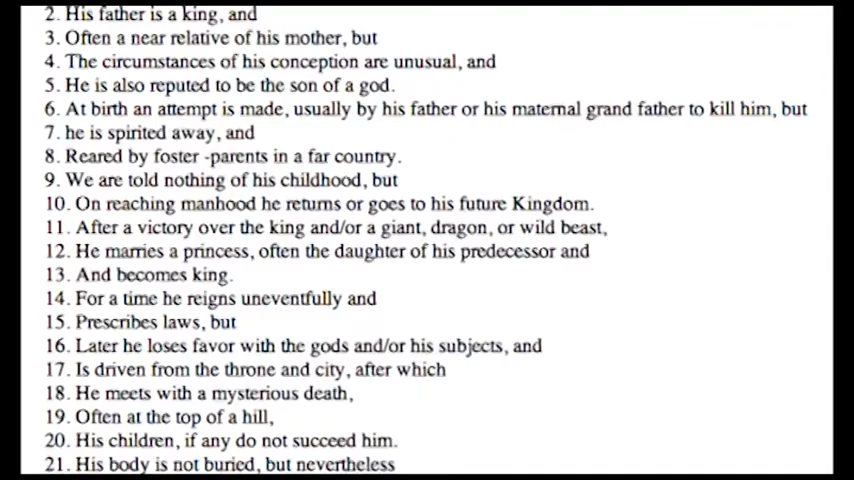 2. His father is a king, and
3. Often a near relative of his mother, but
4. The circumstances of his conception are unusual, and
5. He is also reputed to be the son of a god.
6. At birth an attempt is made, usually by his father or his maternal grand father to kill him, but
7. he is spirited away, and
8. Reared by foster -parents in a far country.
9. We are told nothing of his childhood, but
10. On reaching manhood he returns or goes to his future Kingdom.
11. After a victory over the king and/or a giant, dragon, or wild beast,
12. He marries a princess, often the daughter of his predecessor and
13. And becomes king.
14. For a time he reigns uneventfully and
15. Prescribes laws, but
16. Later he loses favor with the gods and/or his subjects, and
17. Is driven from the throne and city, after which
18. He meets with a mysterious death,
19. Often at the top of a hill,
20. His children, if any do not succeed him.
21. His body is not buried, but nevertheless